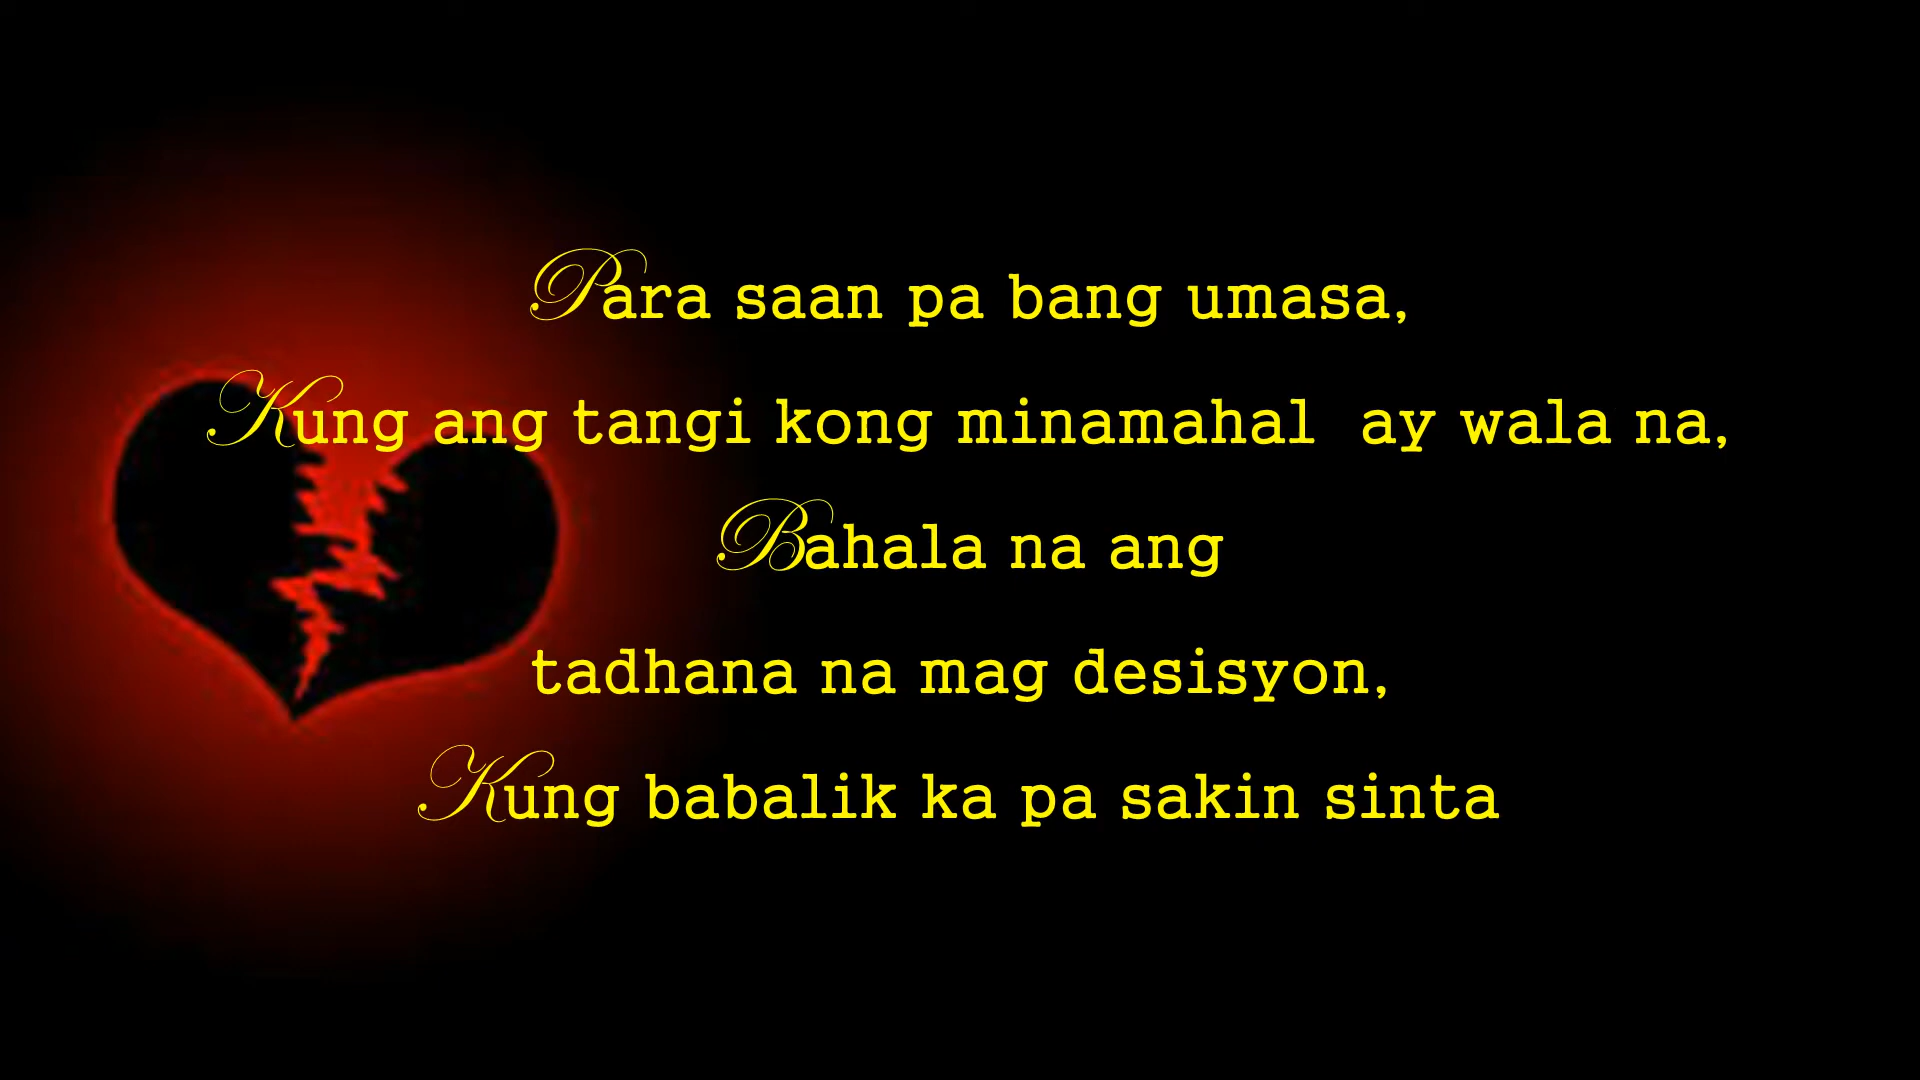 Para saan pa bang umasa,
Kung ang tangi kong minamahal  ay wala na,
Bahala na ang
tadhana na mag desisyon,
Kung babalik ka pa sakin sinta